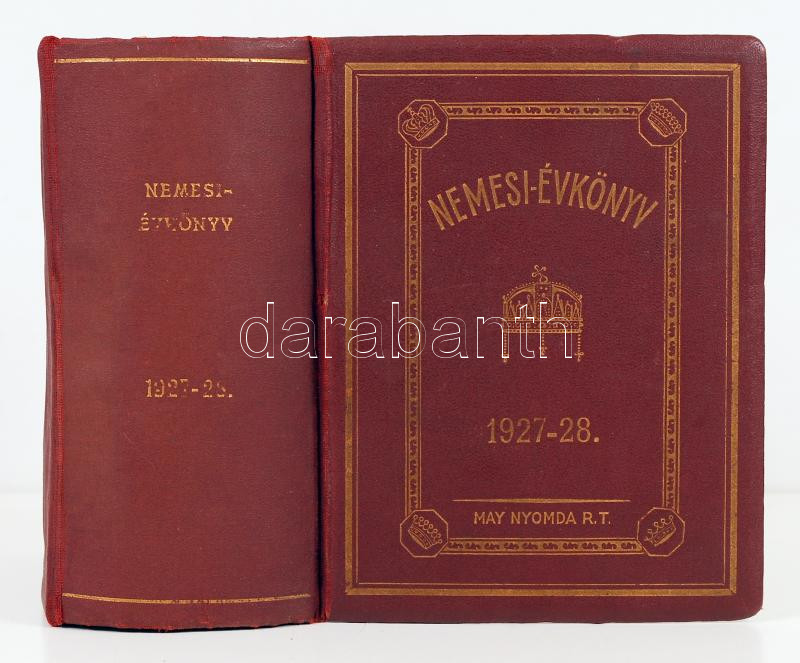 NEMESI-
ÉVKÖNYV
1927-28.
NEMESI-ÉVKÖNYV
darabanth
1927-28.
MAY NYOMDA R.T.